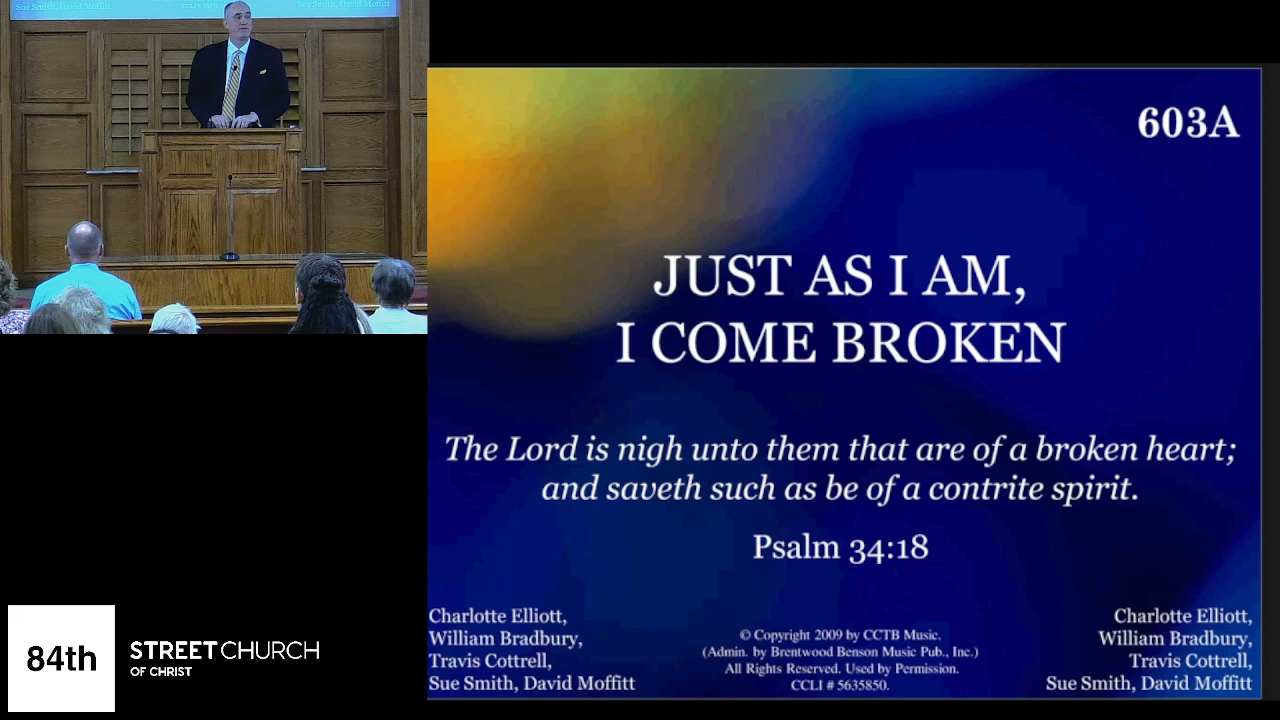 Sue Smith, David Moffitt
Sue Smith, David Moffitt
603A
JUST AS I AM,
I COME BROKEN
The Lord is nigh unto them that are of a broken heart;
and saveth such as be of a contrite spirit.
Psalm 34:18
Charlotte Elliott,
William Bradbury,
Travis Cottrell,
Sue Smith, David Moffitt
© Copyright 2009 by CCTB Music.
(Admin. by Brentwood Benson Music Pub., Inc.)
All Rights Reserved. Used by Permission.
CCLI # 5635850.
Charlotte Elliott,
William Bradbury,
Travis Cottrell,
Sue Smith, David Moffitt
84th
STREETCHURCH
OF CHRIST